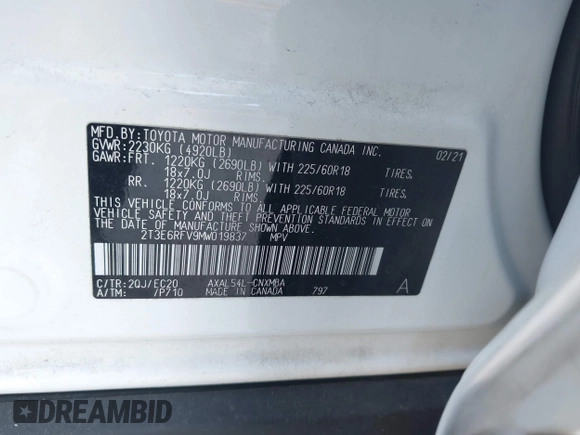 MFD.BY:TOYOTA MOTOR MANUFACTURING CANADA INC. 02/21
GVWR:2230KG (4920LB)
GAWR:FRT. 1220KG (2690LB) WITH 225/60R18 TIRES,
18x7.0J RIMS.
RR. 1220KG (2690LB) WITH 225/60R18 TIRES,
18x7.0J RIMS.
THIS VEHICLE CONFORMS TO ALL APPLICABLE FEDERAL MOTOR
VEHICLE SAFETY AND THEFT PREVENTION STANDARDS IN EFFECT
ON THE DATE OF MANUFACTURE SHOWN ABOVE.
2T3E6RFV9MW019837 MPV
C/TR:2QJ/EC20 AXAL54L-CNXMBA
A/TM: 7P710 MADE IN CANADA 797 A
DREAMBID